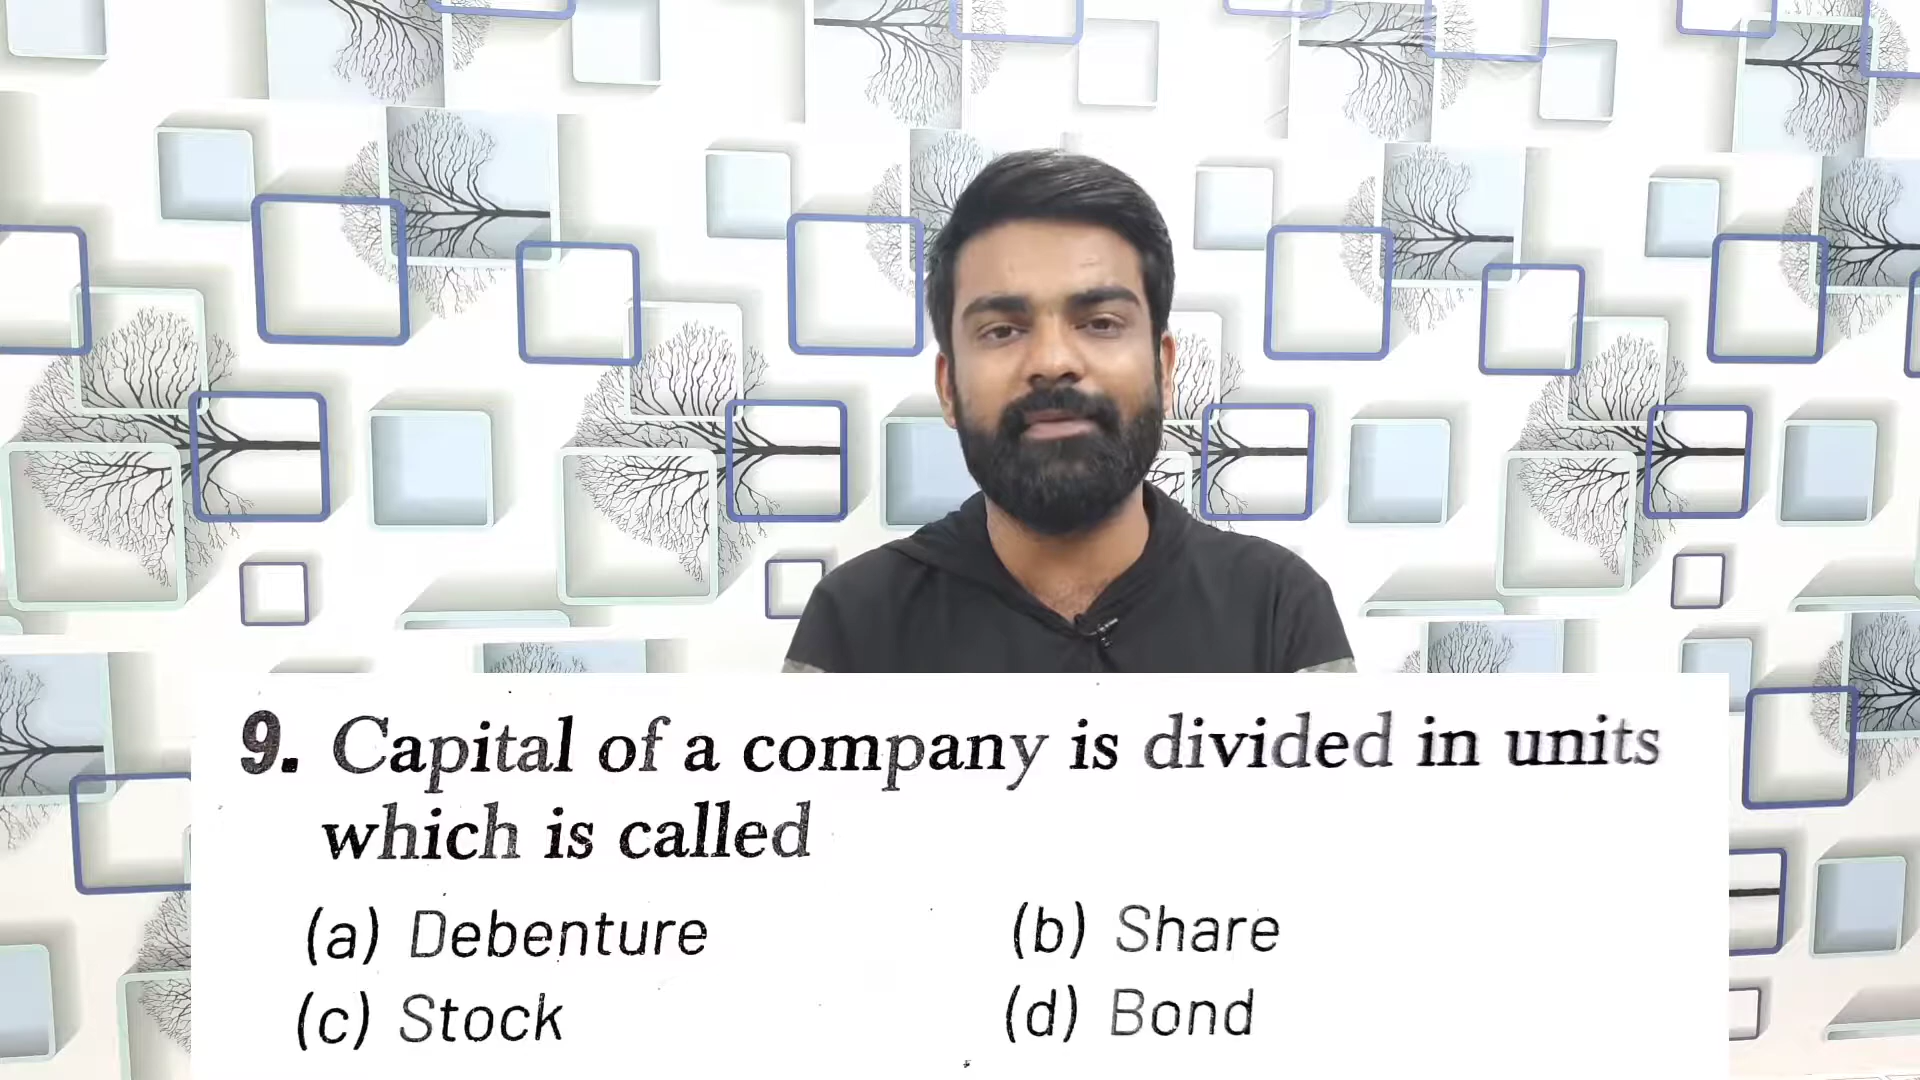 9. Capital of a company is divided in units
which is called
(a) Debenture (b) Share
(c) Stock (d) Bond